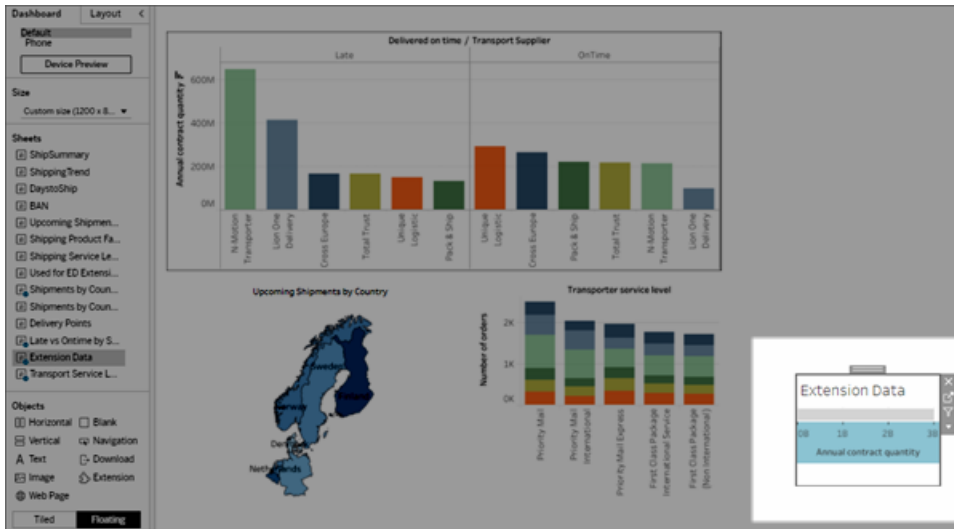 Dashboard Layout <
Default
Phone
Device Preview
Size
Custom size (1200 x 8...
Sheets
ShipSummary
ShippingTrend
DaystoShip
BAN
Upcoming Shipmen...
Shipping Product Fa...
Shipping Service Le...
Used for ED Extensi...
Shipments by Coun...
Shipments by Coun...
Delivery Points
Late vs Ontime by S...
Extension Data
Transport Service L...
Objects
Horizontal Blank
Vertical Navigation
Text Download
Image Extension
Web Page
Tiled Floating
Delivered on time / Transport Supplier
Late OnTime
Annual contract quantity
600M
400M
200M
0M
N-Motion
Transporter
Lion One
Delivery
Cross Europe
Total Trust
Unique
Logistic
Pack & Ship
Unique
Logistic
Cross Europe
Pack & Ship
Total Trust
N-Motion
Transporter
Lion One
Delivery
Upcoming Shipments by Country
Sweden
Finland
Norway
Netherlands
Transporter service level
Number of orders
2K
1K
0K
Priority Mail
Priority Mail
International
Priority Mail Express
First Class Package
International Service
First Class Package
(Non International)
Extension Data
0B 1B 2B 3B
Annual contract quantity